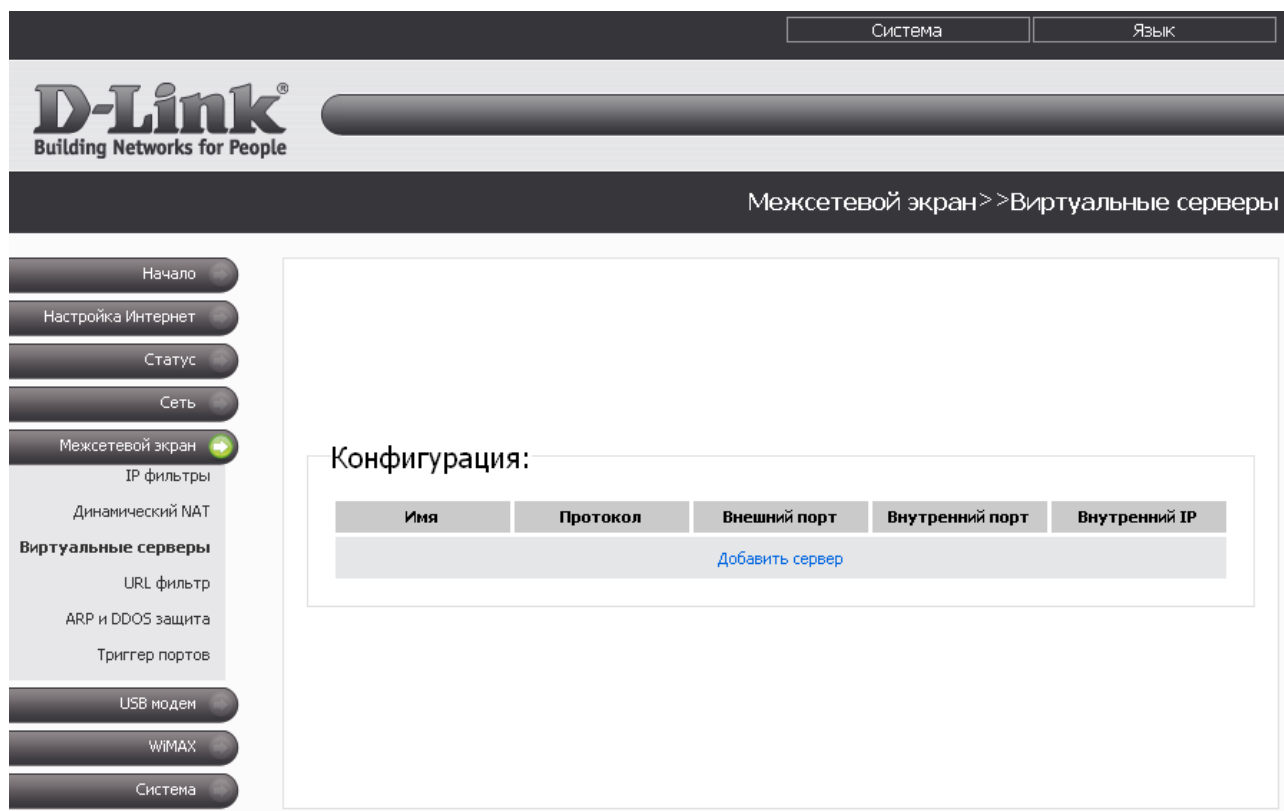 Система Язык
D-Link®
Building Networks for People
Межсетевой экран>>Виртуальные серверы
Начало
Настройка Интернет
Статус
Сеть
Межсетевой экран
IP фильтры
Динамический NAT
Виртуальные серверы
URL фильтр
ARP и DDOS защита
Триггер портов
USB модем
WiMAX
Система
Конфигурация:
Имя Протокол Внешний порт Внутренний порт Внутренний IP
Добавить сервер